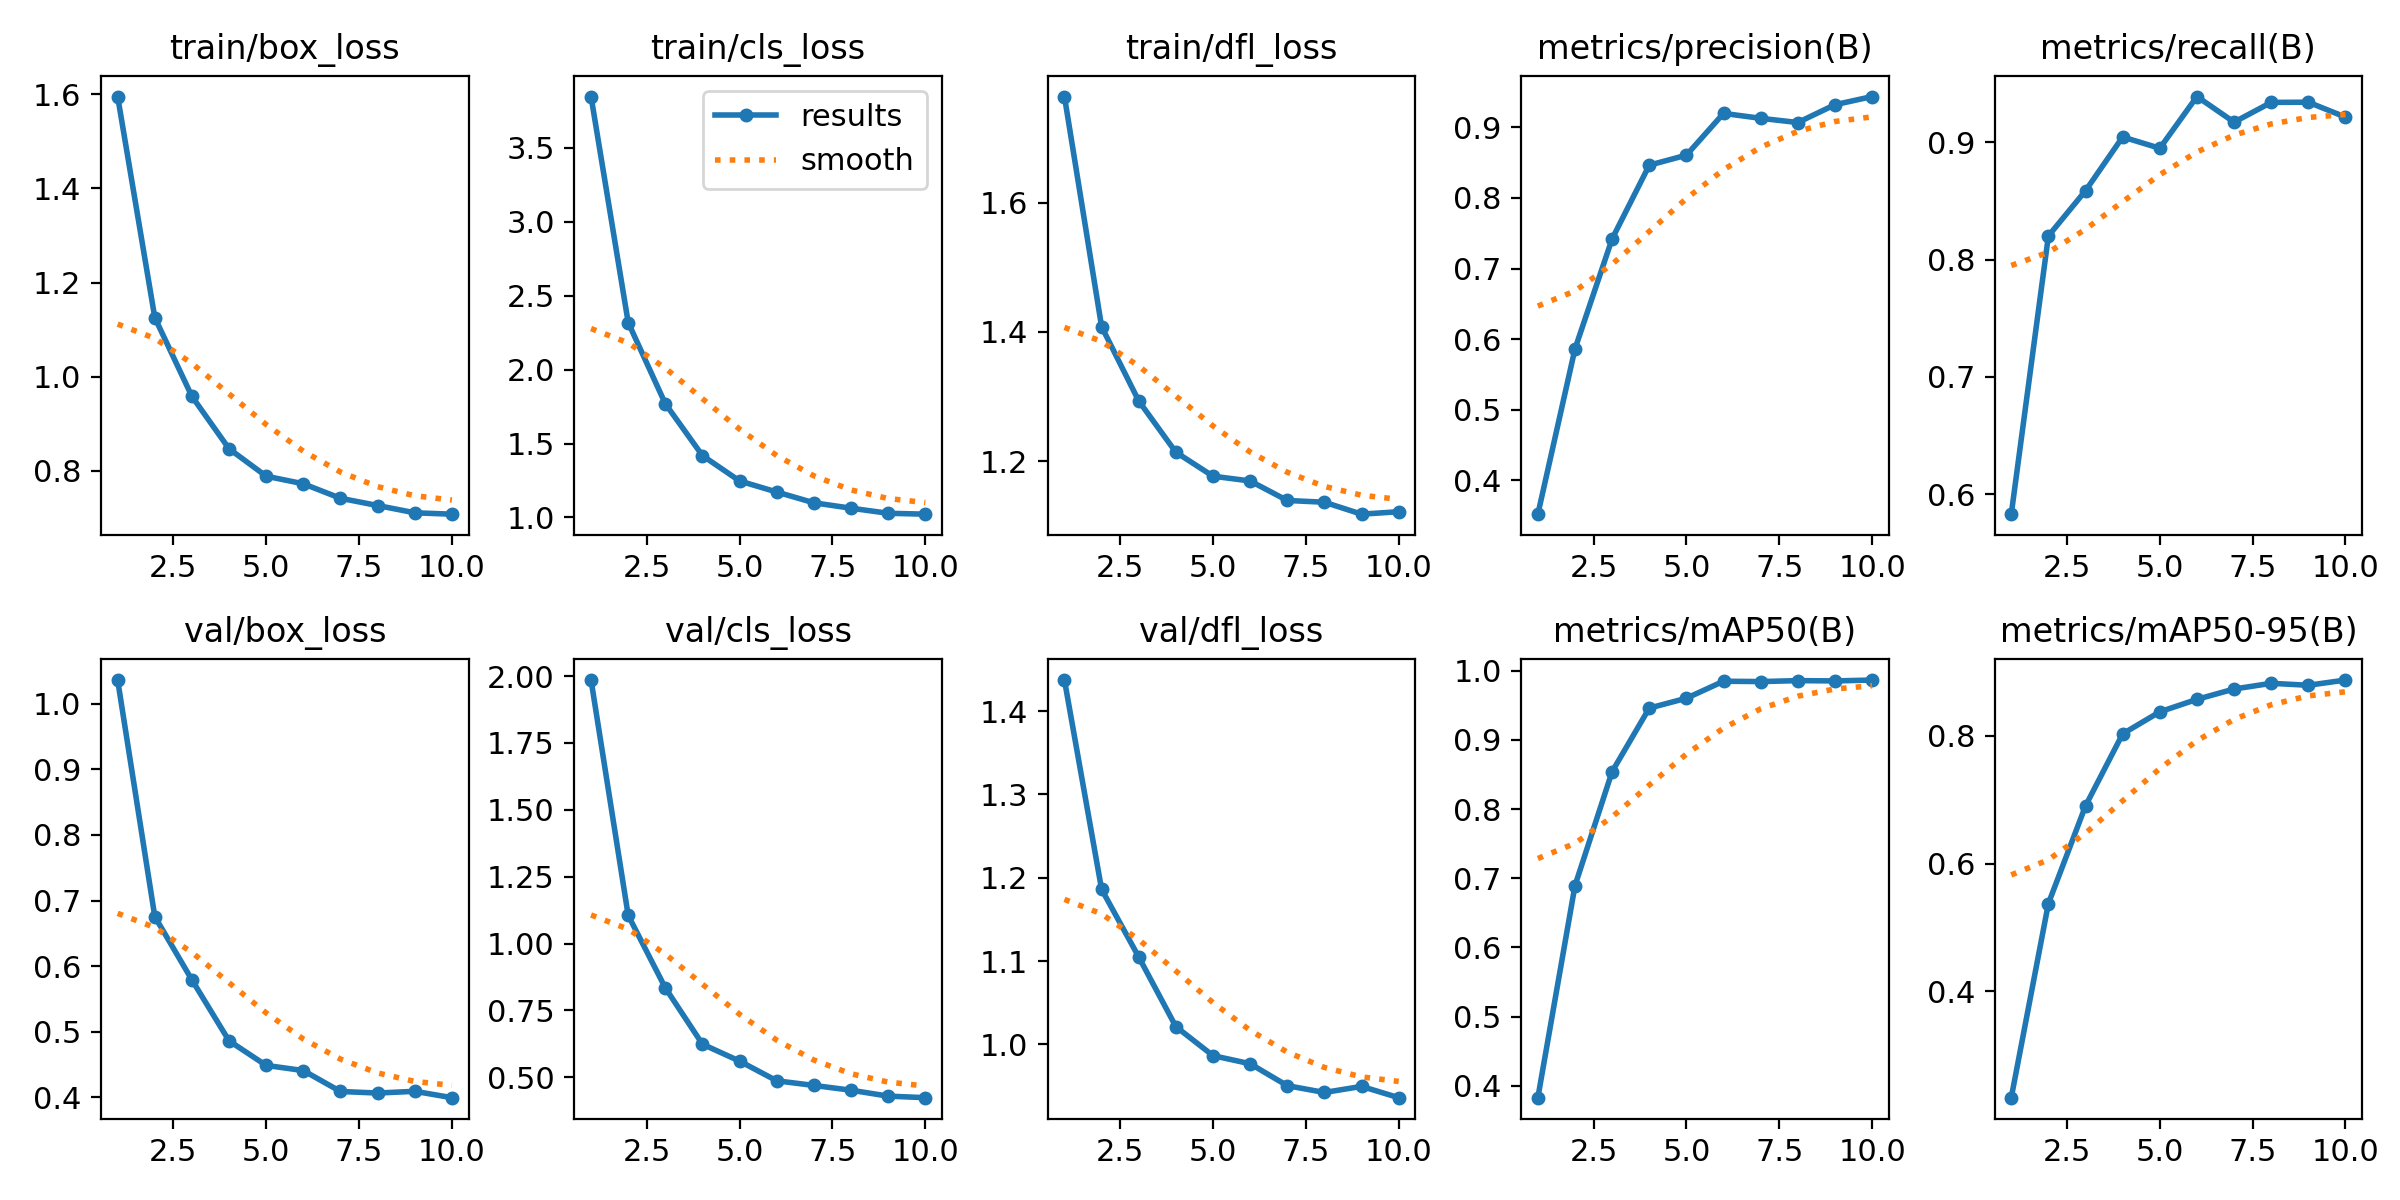 train/box_loss
train/cls_loss
train/dfl_loss
metrics/precision(B)
metrics/recall(B)
1.6
1.4
1.2
1.0
0.8
2.5 5.0 7.5 10.0
results
smooth
3.5
3.0
2.5
2.0
1.5
1.0
2.5 5.0 7.5 10.0
1.6
1.4
1.2
2.5 5.0 7.5 10.0
0.9
0.8
0.7
0.6
0.5
0.4
2.5 5.0 7.5 10.0
0.9
0.8
0.7
0.6
2.5 5.0 7.5 10.0
val/box_loss
val/cls_loss
val/dfl_loss
metrics/mAP50(B)
metrics/mAP50-95(B)
1.0
0.9
0.8
0.7
0.6
0.5
0.4
2.5 5.0 7.5 10.0
2.00
1.75
1.50
1.25
1.00
0.75
0.50
2.5 5.0 7.5 10.0
1.4
1.3
1.2
1.1
1.0
2.5 5.0 7.5 10.0
1.0
0.9
0.8
0.7
0.6
0.5
0.4
2.5 5.0 7.5 10.0
0.8
0.6
0.4
2.5 5.0 7.5 10.0